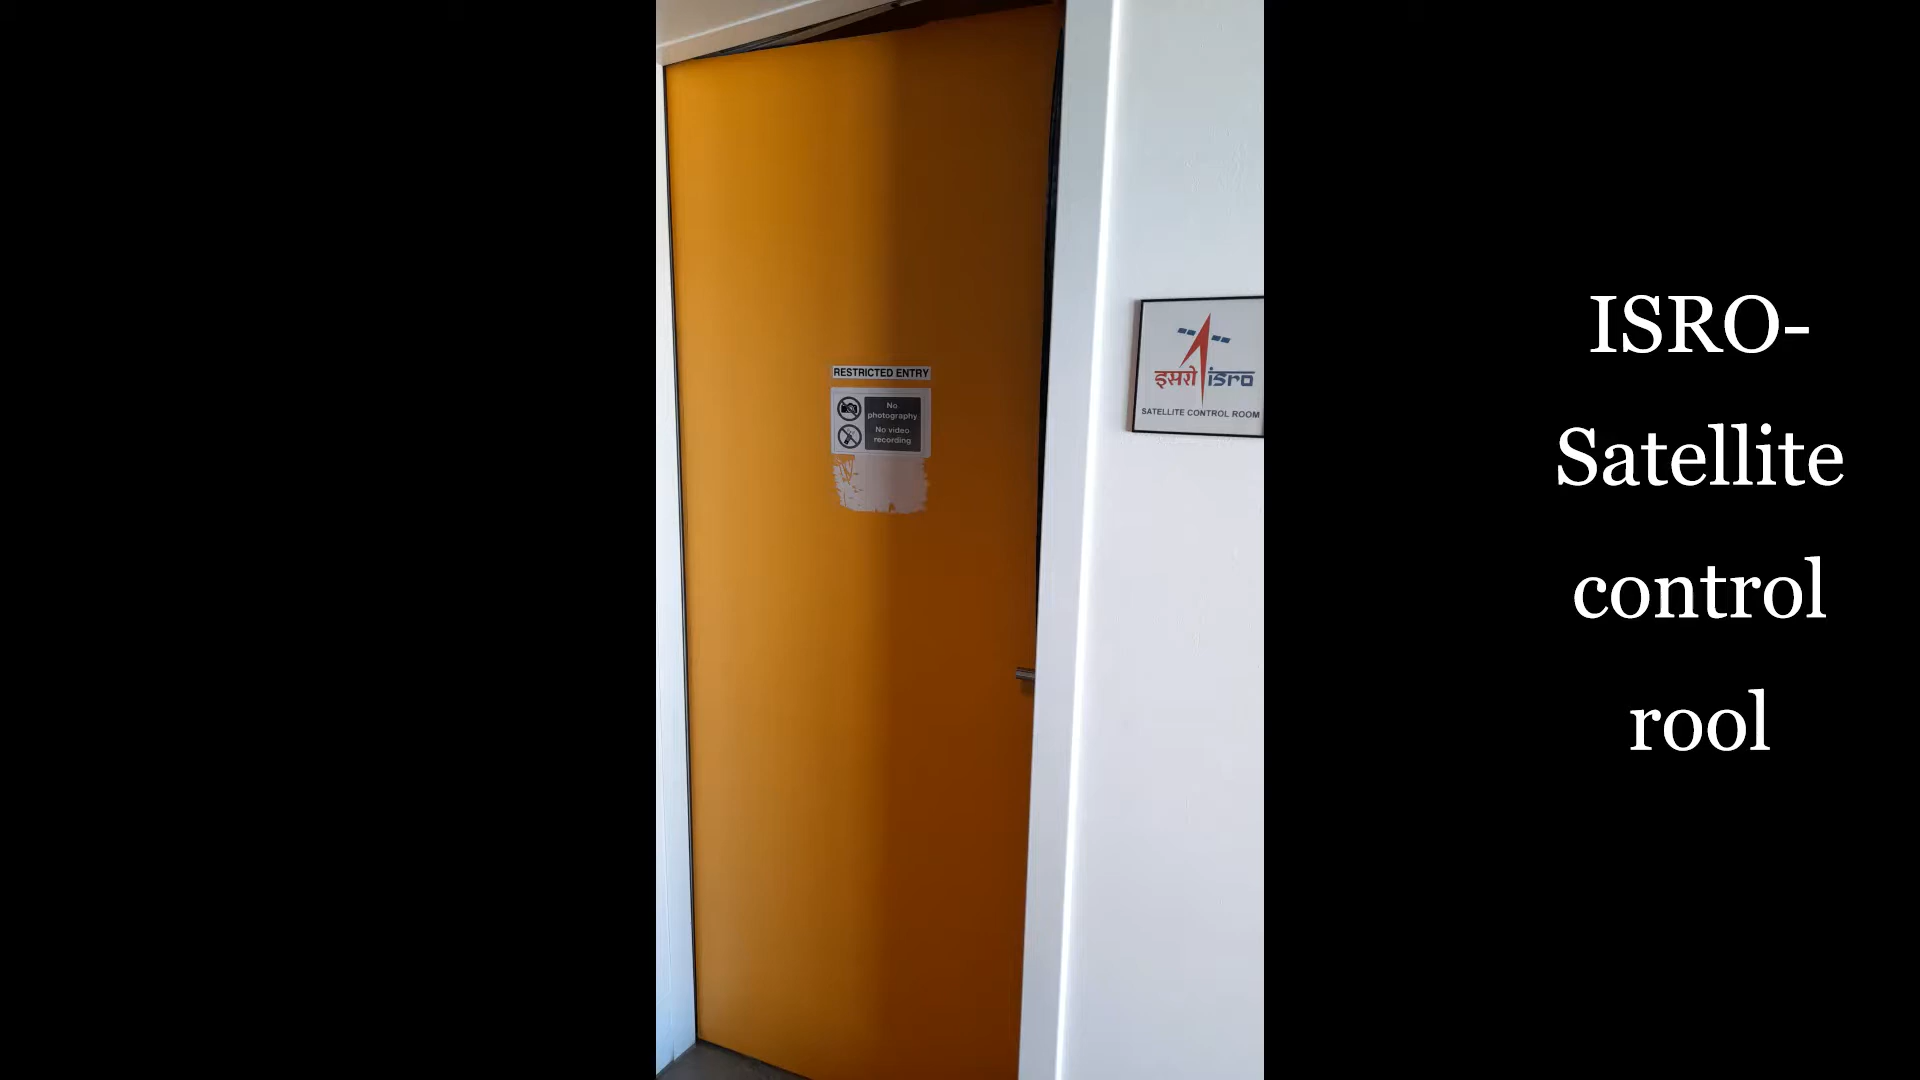 RESTRICTED ENTRY
No
photography
No video
recording
इसरो isro
SATELLITE CONTROL ROOM
ISRO-
Satellite
control
rool